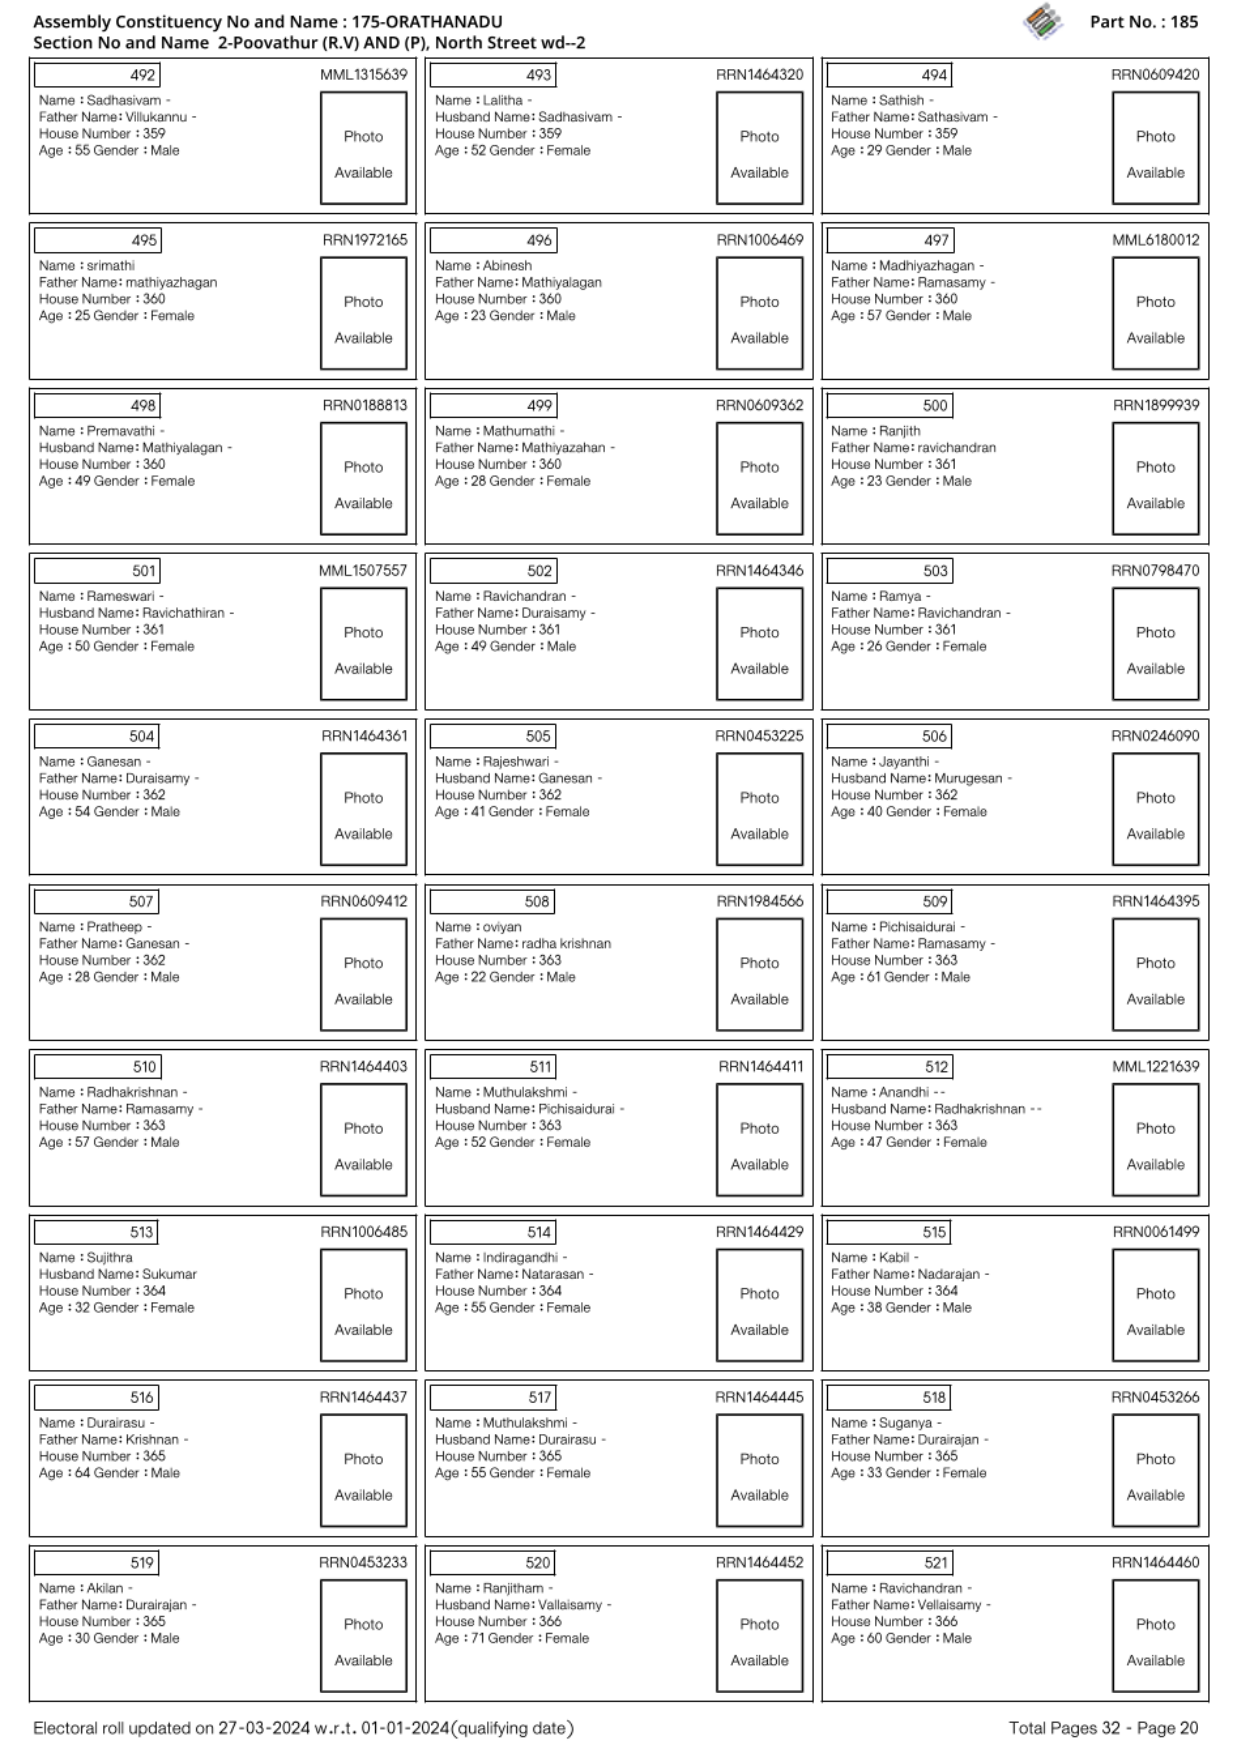 Assembly Constituency No and Name : 175-ORATHANADU
Part No. : 185
Section No and Name 2-Poovathur (R.V) AND (P), North Street wd--2
492 MML1315639
Name : Sadhasivam -
Father Name: Villukannu -
House Number : 359
Age : 55 Gender : Male
Photo
Available
493 RRN1464320
Name : Lalitha -
Husband Name: Sadhasivam -
House Number : 359
Age : 52 Gender : Female
Photo
Available
494 RRN0609420
Name : Sathish -
Father Name: Sathasivam -
House Number : 359
Age : 29 Gender : Male
Photo
Available
495 RRN1972165
Name : srimathi
Father Name: mathiyazhagan
House Number : 360
Age : 25 Gender : Female
Photo
Available
496 RRN1006469
Name : Abinesh
Father Name: Mathiyalagan
House Number : 360
Age : 23 Gender : Male
Photo
Available
497 MML6180012
Name : Madhiyazhagan -
Father Name: Ramasamy -
House Number : 360
Age : 57 Gender : Male
Photo
Available
498 RRN0188813
Name : Premavathi -
Husband Name: Mathiyalagan -
House Number : 360
Age : 49 Gender : Female
Photo
Available
499 RRN0609362
Name : Mathumathi -
Father Name: Mathiyazahan -
House Number : 360
Age : 28 Gender : Female
Photo
Available
500 RRN1899939
Name : Ranjith
Father Name: ravichandran
House Number : 361
Age : 23 Gender : Male
Photo
Available
501 MML1507557
Name : Rameswari -
Husband Name: Ravichathiran -
House Number : 361
Age : 50 Gender : Female
Photo
Available
502 RRN1464346
Name : Ravichandran -
Father Name: Duraisamy -
House Number : 361
Age : 49 Gender : Male
Photo
Available
503 RRN0798470
Name : Ramya -
Father Name: Ravichandran -
House Number : 361
Age : 26 Gender : Female
Photo
Available
504 RRN1464361
Name : Ganesan -
Father Name: Duraisamy -
House Number : 362
Age : 54 Gender : Male
Photo
Available
505 RRN0453225
Name : Rajeshwari -
Husband Name: Ganesan -
House Number : 362
Age : 41 Gender : Female
Photo
Available
506 RRN0246090
Name : Jayanthi -
Husband Name: Murugesan -
House Number : 362
Age : 40 Gender : Female
Photo
Available
507 RRN0609412
Name : Pratheep -
Father Name: Ganesan -
House Number : 362
Age : 28 Gender : Male
Photo
Available
508 RRN1984566
Name : oviyan
Father Name: radha krishnan
House Number : 363
Age : 22 Gender : Male
Photo
Available
509 RRN1464395
Name : Pichisaidurai -
Father Name: Ramasamy -
House Number : 363
Age : 61 Gender : Male
Photo
Available
510 RRN1464403
Name : Radhakrishnan -
Father Name: Ramasamy -
House Number : 363
Age : 57 Gender : Male
Photo
Available
511 RRN1464411
Name : Muthulakshmi -
Husband Name: Pichisaidurai -
House Number : 363
Age : 52 Gender : Female
Photo
Available
512 MML1221639
Name : Anandhi --
Husband Name: Radhakrishnan --
House Number : 363
Age : 47 Gender : Female
Photo
Available
513 RRN1006485
Name : Sujithra
Husband Name: Sukumar
House Number : 364
Age : 32 Gender : Female
Photo
Available
514 RRN1464429
Name : Indiragandhi -
Father Name: Natarasan -
House Number : 364
Age : 55 Gender : Female
Photo
Available
515 RRN0061499
Name : Kabil -
Father Name: Nadarajan -
House Number : 364
Age : 38 Gender : Male
Photo
Available
516 RRN1464437
Name : Durairasu -
Father Name: Krishnan -
House Number : 365
Age : 64 Gender : Male
Photo
Available
517 RRN1464445
Name : Muthulakshmi -
Husband Name: Durairasu -
House Number : 365
Age : 55 Gender : Female
Photo
Available
518 RRN0453266
Name : Suganya -
Father Name: Durairajan -
House Number : 365
Age : 33 Gender : Female
Photo
Available
519 RRN0453233
Name : Akilan -
Father Name: Durairajan -
House Number : 365
Age : 30 Gender : Male
Photo
Available
520 RRN1464452
Name : Ranjitham -
Husband Name: Vallaisamy -
House Number : 366
Age : 71 Gender : Female
Photo
Available
521 RRN1464460
Name : Ravichandran -
Father Name: Vellaisamy -
House Number : 366
Age : 60 Gender : Male
Photo
Available
Electoral roll updated on 27-03-2024 w.r.t. 01-01-2024(qualifying date)
Total Pages 32 - Page 20